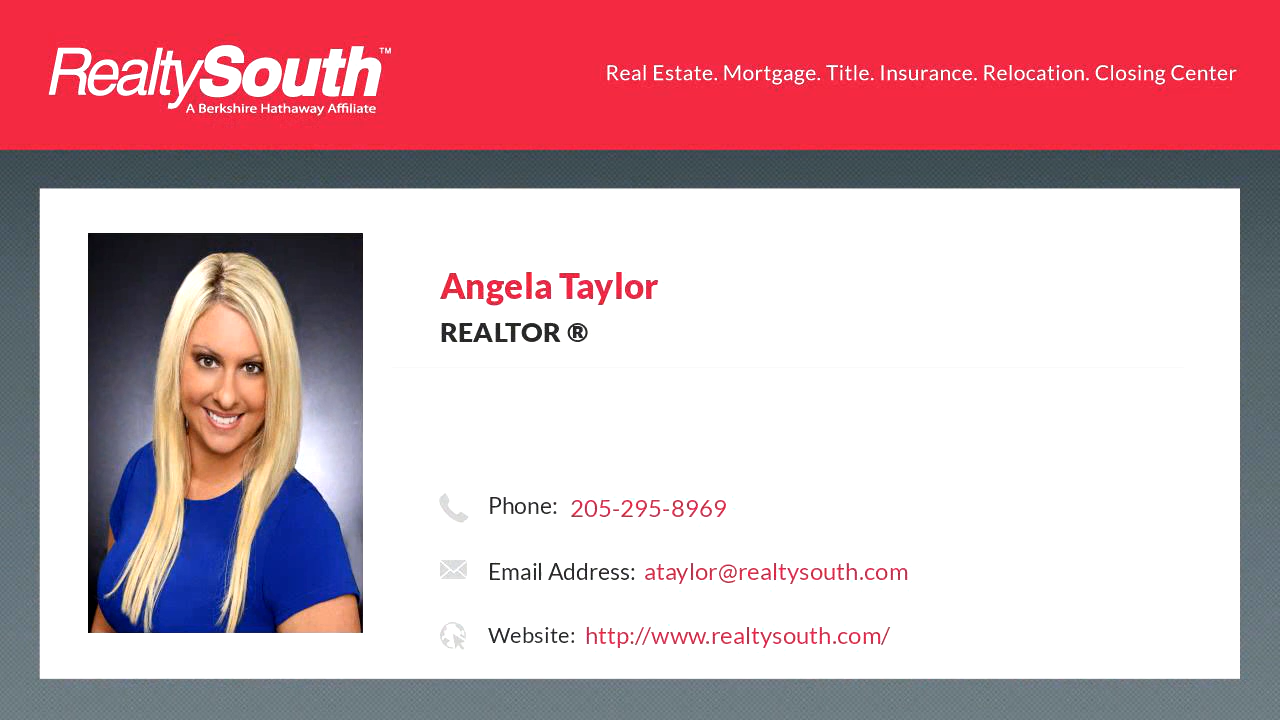 RealtySouth™
A Berkshire Hathaway Affiliate
Real Estate. Mortgage. Title. Insurance. Relocation. Closing Center
Angela Taylor
REALTOR ®
Phone: 205-295-8969
Email Address: ataylor@realtysouth.com
Website: http://www.realtysouth.com/